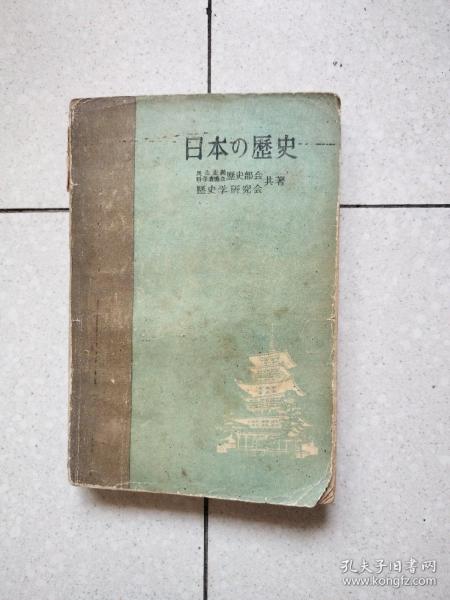 日本の歴史
民主主義
科学者協会 歴史部会
歴史学研究会 共著
孔夫子旧书网
www.kongfz.com